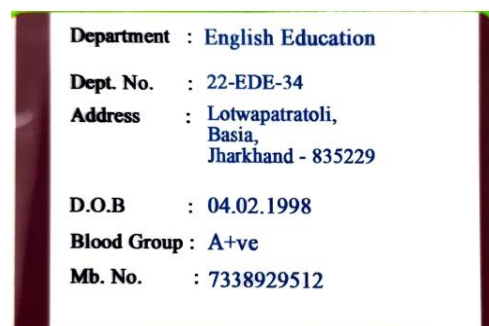 Department : English Education
Dept. No. : 22-EDE-34
Address : Lotwapatratoli,
Basia,
Jharkhand - 835229
D.O.B : 04.02.1998
Blood Group : A+ve
Mb. No. : 7338929512